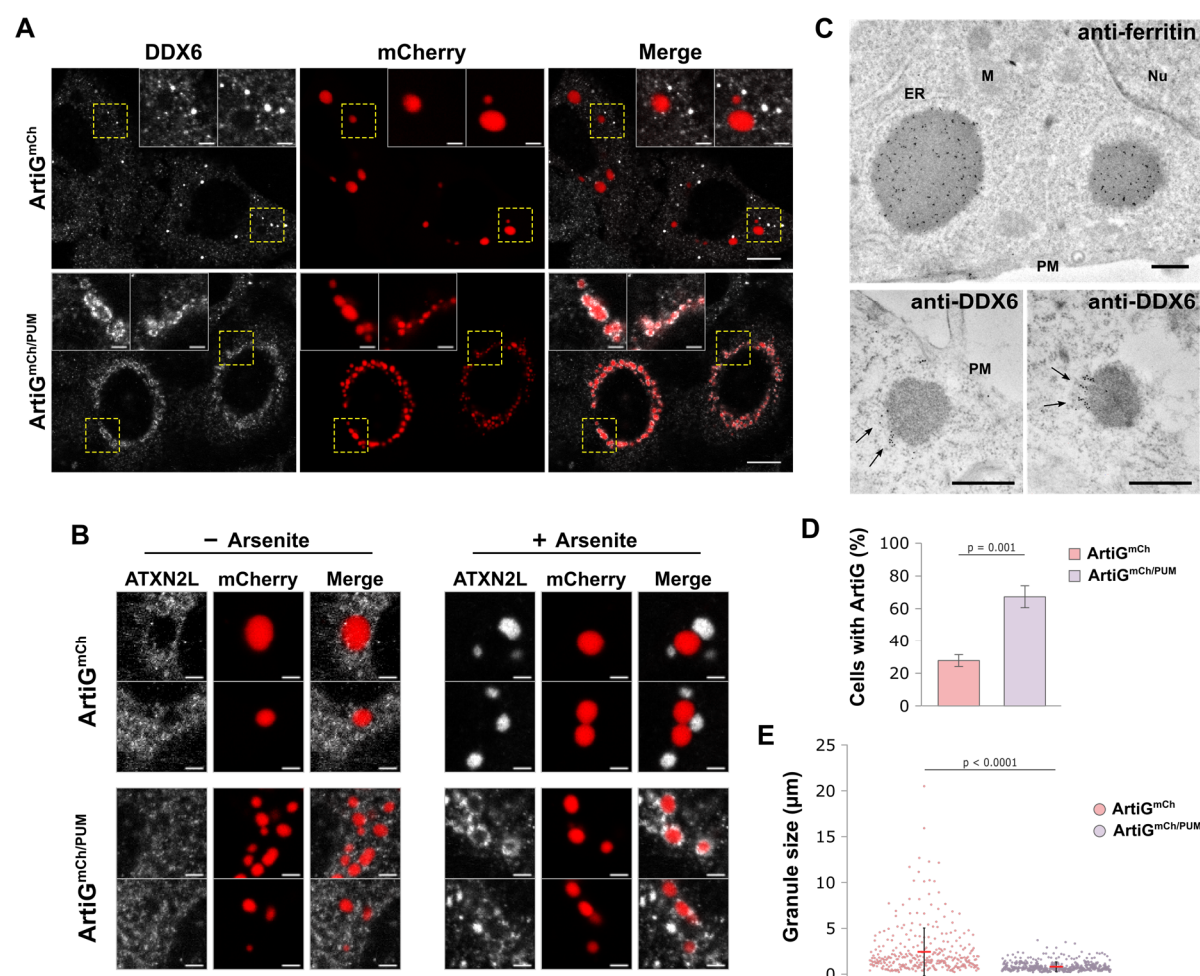 A
DDX6 mCherry Merge
ArtiG^mCh
ArtiG^mCh/PUM
B
− Arsenite + Arsenite
ATXN2L mCherry Merge ATXN2L mCherry Merge
ArtiG^mCh
ArtiG^mCh/PUM
C
anti-ferritin
M Nu
ER
PM
anti-DDX6 anti-DDX6
PM
D
Cells with ArtiG (%)
100
80
60
40
20
0
p = 0.001
ArtiG^mCh
ArtiG^mCh/PUM
E
Granule size (µm)
25
20
15
10
5
0
p < 0.0001
ArtiG^mCh
ArtiG^mCh/PUM